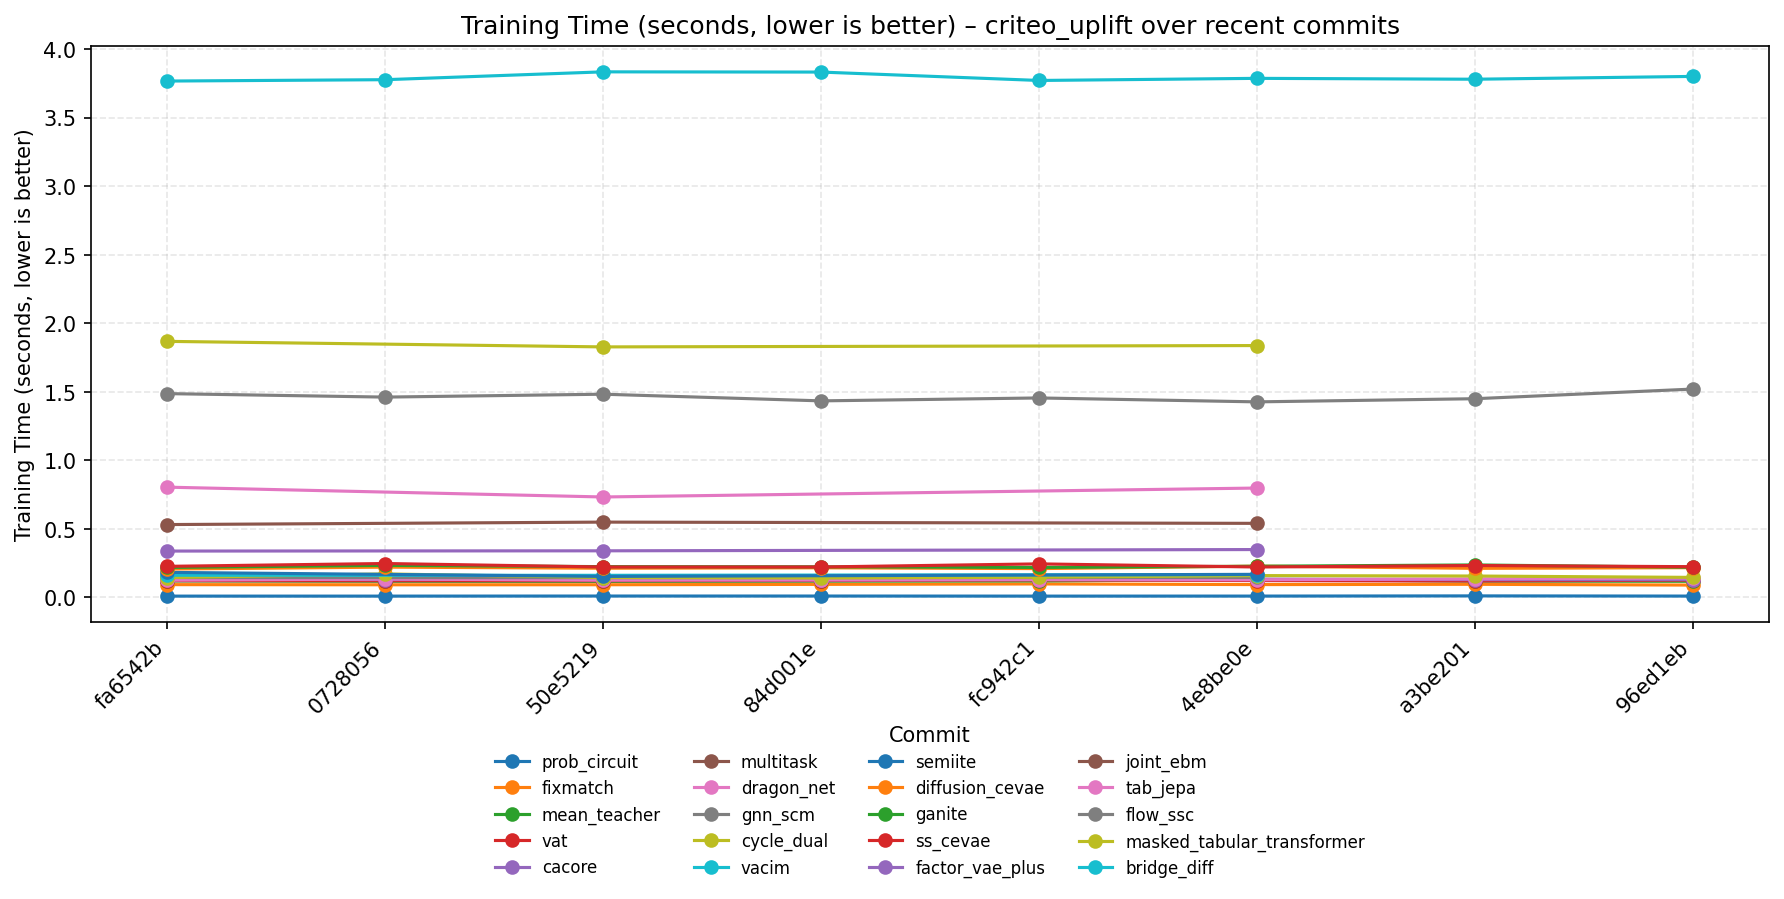 Training Time (seconds, lower is better) – criteo_uplift over recent commits
Training Time (seconds, lower is better)
4.0
3.5
3.0
2.5
2.0
1.5
1.0
0.5
0.0
fa6542b
0728056
50e5219
84d001e
fc942c1
4e8be0e
a3be201
96ed1eb
Commit
prob_circuit
fixmatch
mean_teacher
vat
cacore
multitask
dragon_net
gnn_scm
cycle_dual
vacim
semiite
diffusion_cevae
ganite
ss_cevae
factor_vae_plus
joint_ebm
tab_jepa
flow_ssc
masked_tabular_transformer
bridge_diff